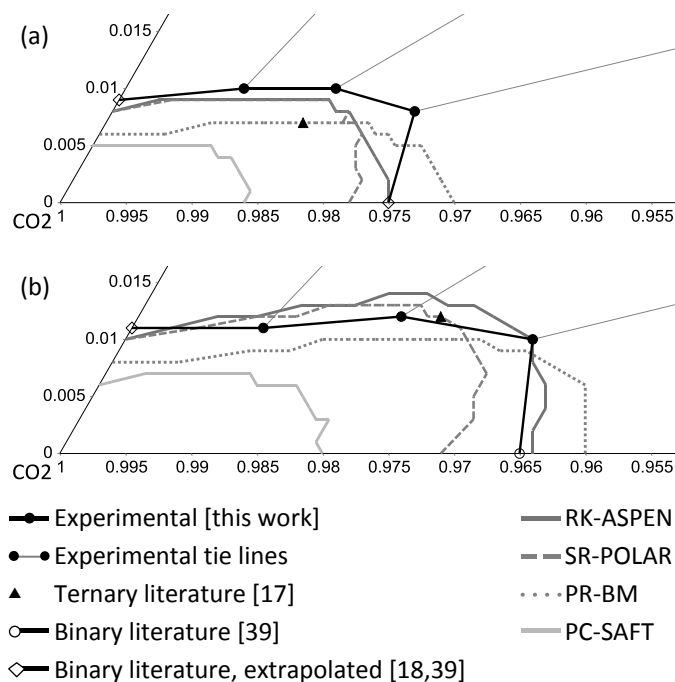 (a)
0.015
0.01
0.005
0
CO2
1 0.995 0.99 0.985 0.98 0.975 0.97 0.965 0.96 0.955
(b)
0.015
0.01
0.005
0
CO2
1 0.995 0.99 0.985 0.98 0.975 0.97 0.965 0.96 0.955
Experimental [this work]
Experimental tie lines
Ternary literature [17]
Binary literature [39]
Binary literature, extrapolated [18,39]
RK-ASPEN
SR-POLAR
PR-BM
PC-SAFT